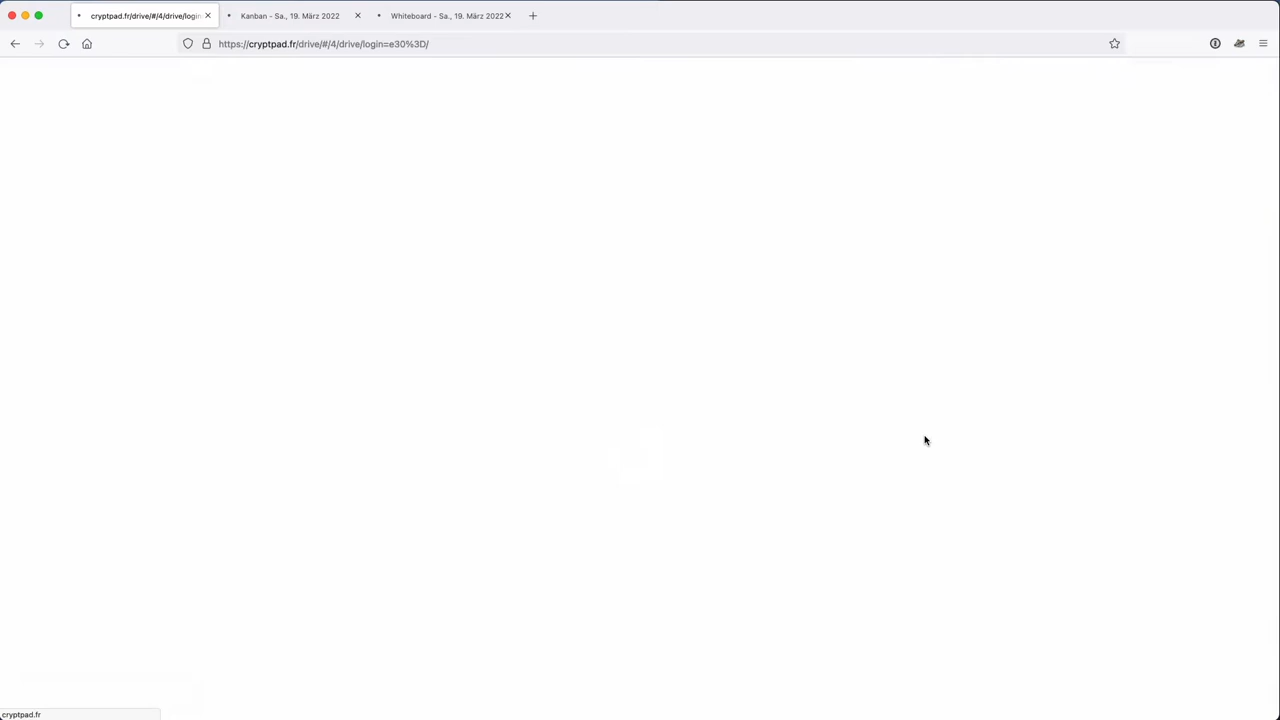 cryptpad.fr/drive/#/4/drive/login
Kanban - Sa., 19. März 2022
Whiteboard - Sa., 19. März 2022
https://cryptpad.fr/drive/#/4/drive/login=e30%3D/
cryptpad.fr